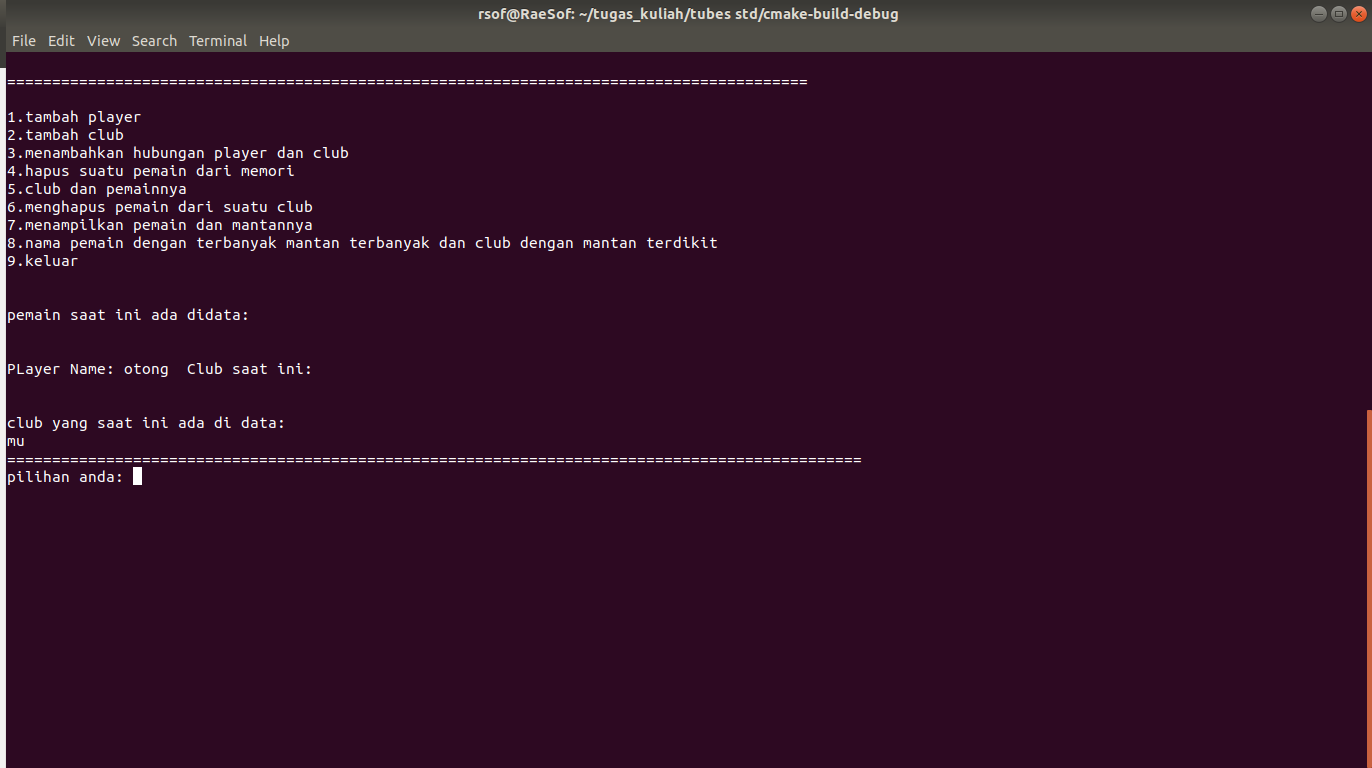 rsof@RaeSof: ~/tugas_kuliah/tubes std/cmake-build-debug
File Edit View Search Terminal Help
=========================================================================================
1.tambah player
2.tambah club
3.menambahkan hubungan player dan club
4.hapus suatu pemain dari memori
5.club dan pemainnya
6.menghapus pemain dari suatu club
7.menampilkan pemain dan mantannya
8.nama pemain dengan terbanyak mantan terbanyak dan club dengan mantan terdikit
9.keluar
pemain saat ini ada didata:
PLayer Name: otong  Club saat ini:
club yang saat ini ada di data:
mu
===============================================================================================
pilihan anda: